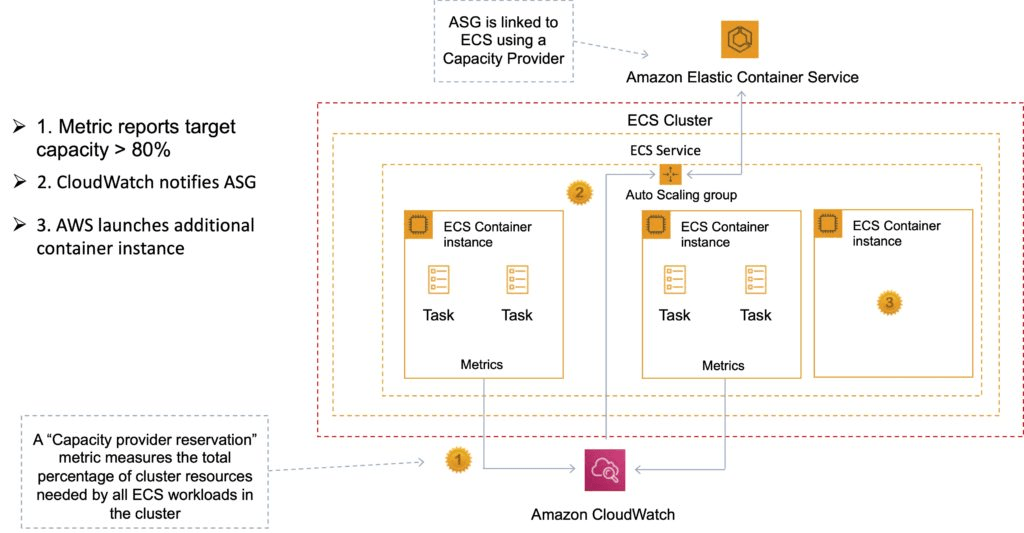 ASG is linked to
ECS using a
Capacity Provider
Amazon Elastic Container Service
➢ 1. Metric reports target
capacity > 80%
➢ 2. CloudWatch notifies ASG
➢ 3. AWS launches additional
container instance
ECS Cluster
ECS Service
2
Auto Scaling group
ECS Container
instance
Task
Task
Metrics
ECS Container
instance
Task
Task
Metrics
ECS Container
instance
3
A “Capacity provider reservation”
metric measures the total
percentage of cluster resources
needed by all ECS workloads in
the cluster
1
Amazon CloudWatch